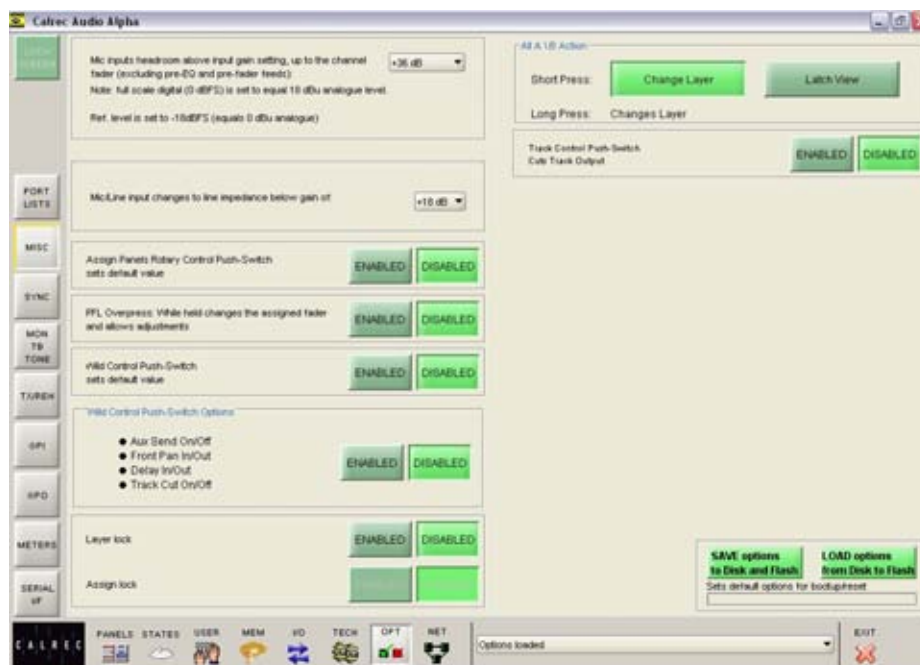 Calrec Audio Alpha
Mic inputs headroom above input gain setting, up to the channel
fader (excluding pre-EQ and pre-fader feeds)
+36 dB
Note: full scale digital (0 dBFS) is set to equal 18 dBu analogue level.
Ref. level is set to -18dBFS (equals 0 dBu analogue)
Mic/Line input changes to line impedance below gain of:
+18 dB
Assign Panels Rotary Control Push-Switch
sets default value
ENABLED DISABLED
PFL Overpress: While held changes the assigned fader
and allows adjustments
ENABLED DISABLED
Wild Control Push-Switch
sets default value
ENABLED DISABLED
Wild Control Push-Switch Options
● Aux Send On/Off
● Front Pan In/Out
● Delay In/Out
● Track Cut On/Off
ENABLED DISABLED
Layer lock
ENABLED DISABLED
Assign lock
All A \ B Action
Short Press:
Change Layer
Latch View
Long Press: Changes Layer
Track Control Push-Switch
Cuts Track Output
ENABLED DISABLED
PORT
LISTS
MISC
SYNC
MON
TB
TONE
TX/REH
GPI
METERS
SERIAL
I/F
SAVE options
to Disk and Flash
LOAD options
from Disk to Flash
Sets default options for bootup/reset
CALREC
PANELS STATES USER MEM I/O TECH OPT NET
Options loaded
EXIT